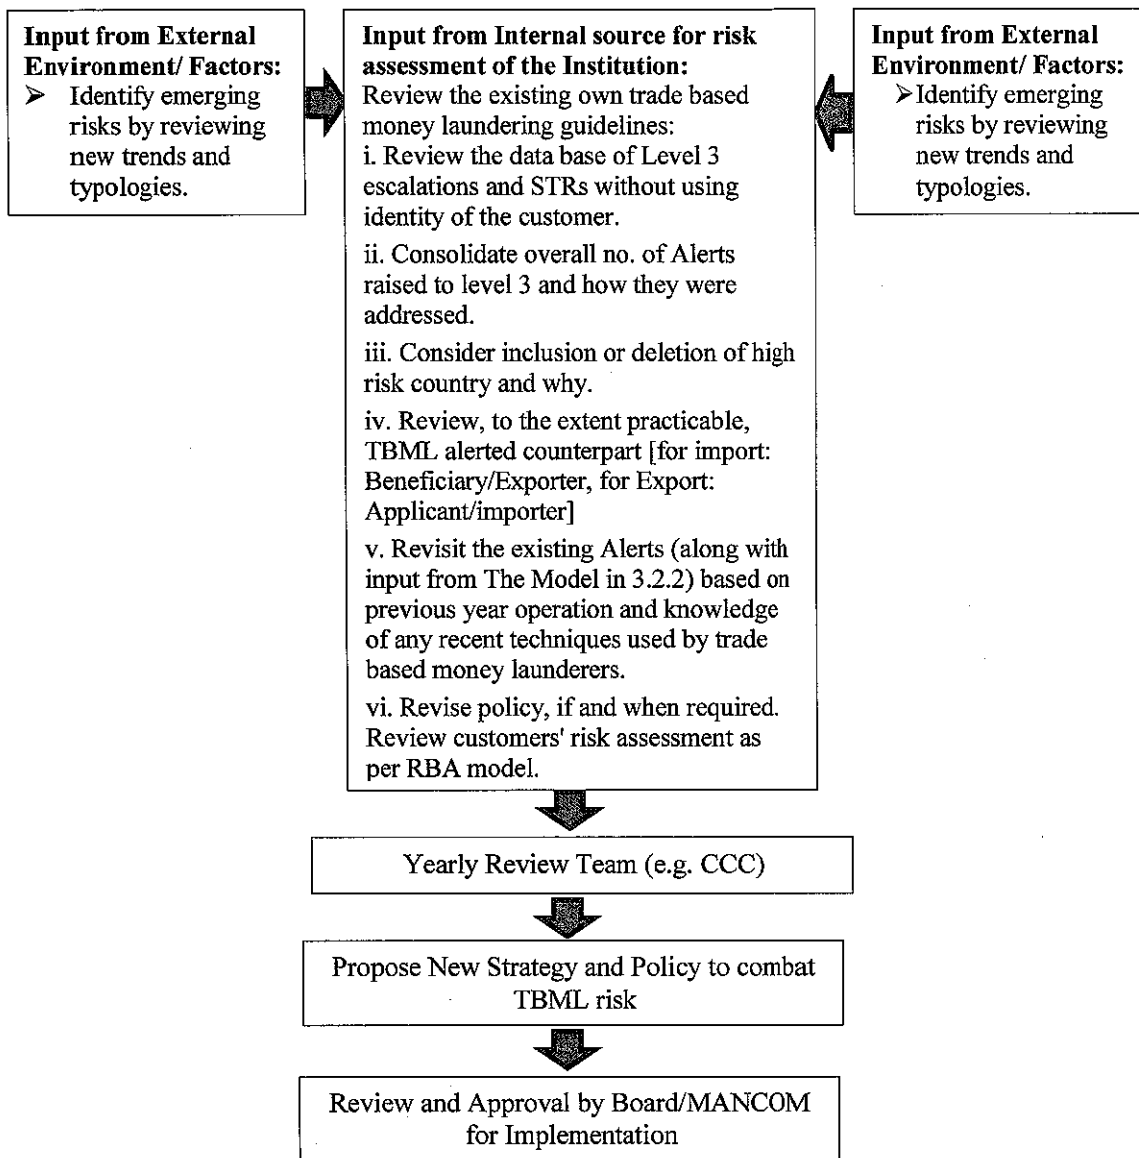 Input from External
Environment/ Factors:
➢ Identify emerging
risks by reviewing
new trends and
typologies.
Input from Internal source for risk
assessment of the Institution:
Review the existing own trade based
money laundering guidelines:
i. Review the data base of Level 3
escalations and STRs without using
identity of the customer.
ii. Consolidate overall no. of Alerts
raised to level 3 and how they were
addressed.
iii. Consider inclusion or deletion of high
risk country and why.
iv. Review, to the extent practicable,
TBML alerted counterpart [for import:
Beneficiary/Exporter, for Export:
Applicant/importer]
v. Revisit the existing Alerts (along with
input from The Model in 3.2.2) based on
previous year operation and knowledge
of any recent techniques used by trade
based money launderers.
vi. Revise policy, if and when required.
Review customers' risk assessment as
per RBA model.
Input from External
Environment/ Factors:
➢Identify emerging
risks by reviewing
new trends and
typologies.
Yearly Review Team (e.g. CCC)
Propose New Strategy and Policy to combat
TBML risk
Review and Approval by Board/MANCOM
for Implementation